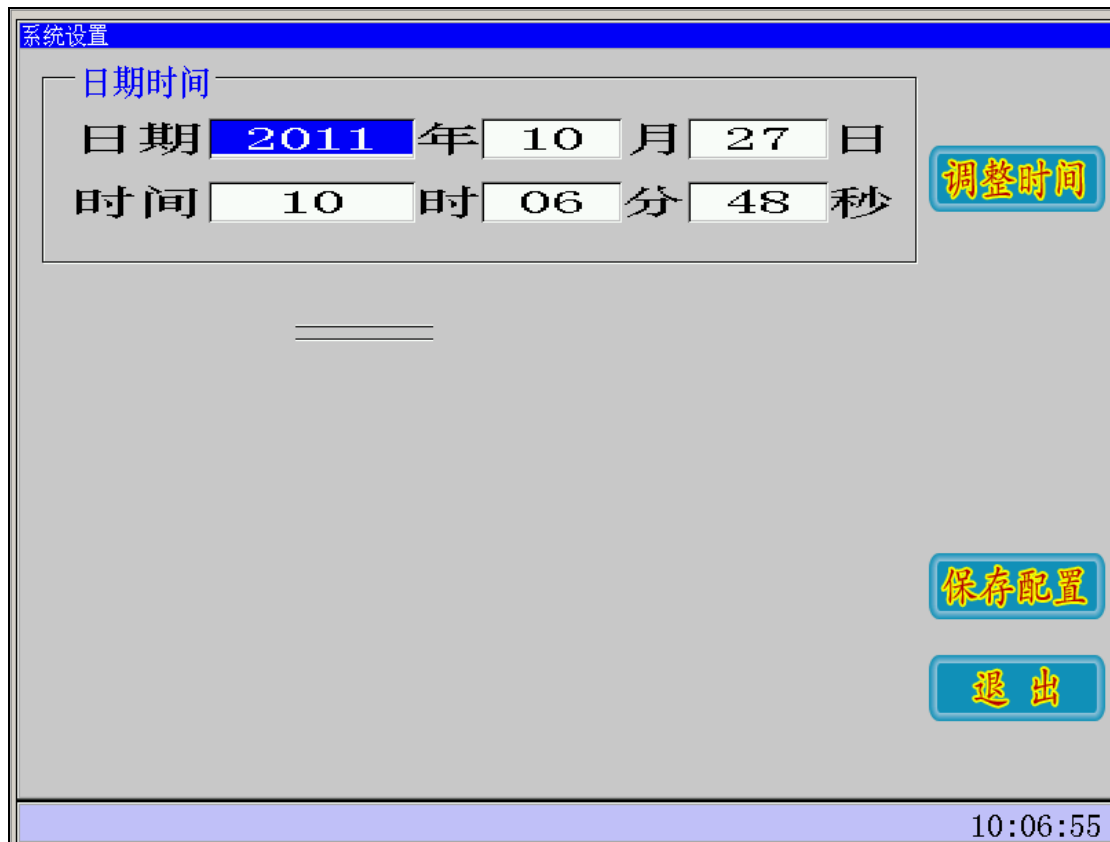 系统设置
日期时间
日期 2011 年 10 月 27 日
时间 10 时 06 分 48 秒
调整时间
保存配置
退出
10:06:55